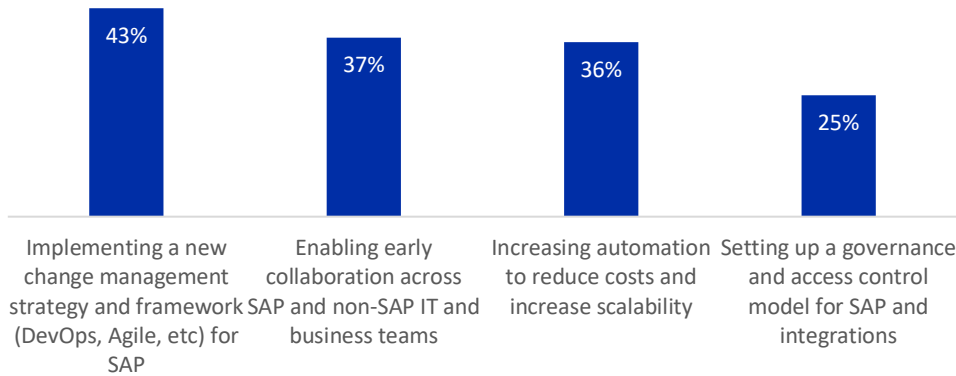 43%
37%
36%
25%
Implementing a new
change management
strategy and framework
(DevOps, Agile, etc) for
SAP
Enabling early
collaboration across
SAP and non-SAP IT and
business teams
Increasing automation
to reduce costs and
increase scalability
Setting up a governance
and access control
model for SAP and
integrations